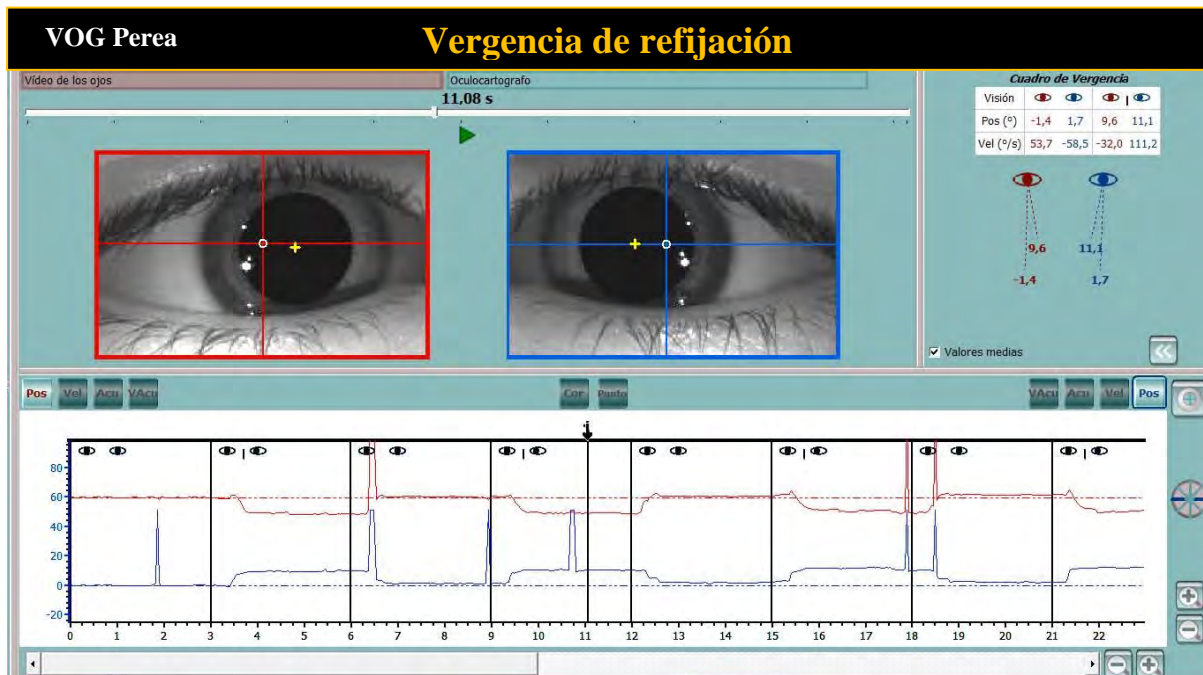 VOG Perea
Vergencia de refijación
Vídeo de los ojos
Oculocartografo
11,08 s
Cuadro de Vergencia
Visión
Pos (°) -1,4 1,7 9,6 11,1
Vel (°/s) 53,7 -58,5 -32,0 111,2
9,6 11,1
-1,4 1,7
Valores medias
Pos Vel Acu VAcu Cor Punto VAcu Acu Vel Pos
80
60
40
20
0
-20
0 1 2 3 4 5 6 7 8 9 10 11 12 13 14 15 16 17 18 19 20 21 22